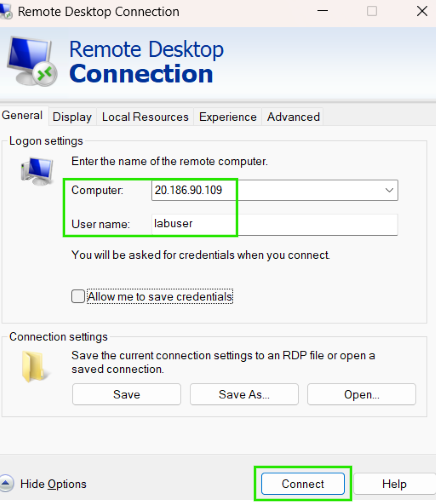 Remote Desktop Connection
Remote Desktop
Connection
General Display Local Resources Experience Advanced
Logon settings
Enter the name of the remote computer.
Computer: 20.186.90.109
User name: labuser
You will be asked for credentials when you connect.
Allow me to save credentials
Connection settings
Save the current connection settings to an RDP file or open a
saved connection.
Save Save As... Open...
Hide Options Connect Help